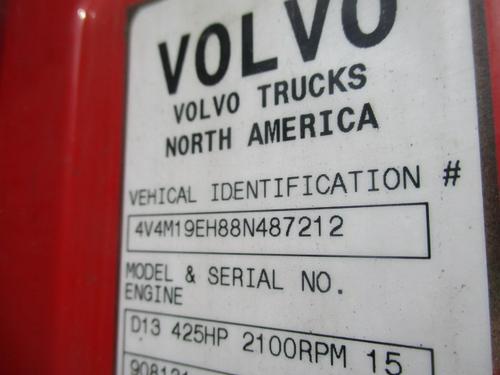 VOLVO
VOLVO TRUCKS
NORTH AMERICA
VEHICAL IDENTIFICATION #
4V4M19EH88N487212
MODEL & SERIAL NO.
ENGINE
D13 425HP 2100RPM 15